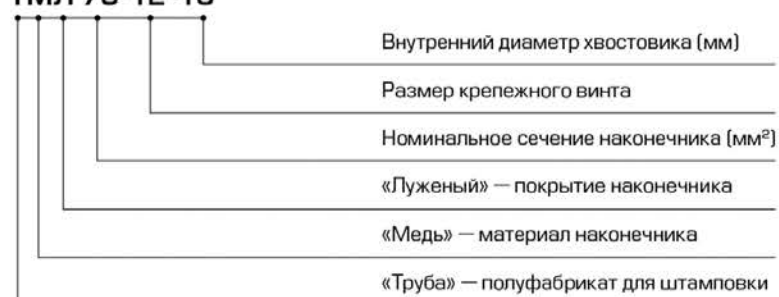 Внутренний диаметр хвостовика (мм)
Размер крепежного винта
Номинальное сечение наконечника (мм²)
«Луженый» — покрытие наконечника
«Медь» — материал наконечника
«Труба» — полуфабрикат для штамповки